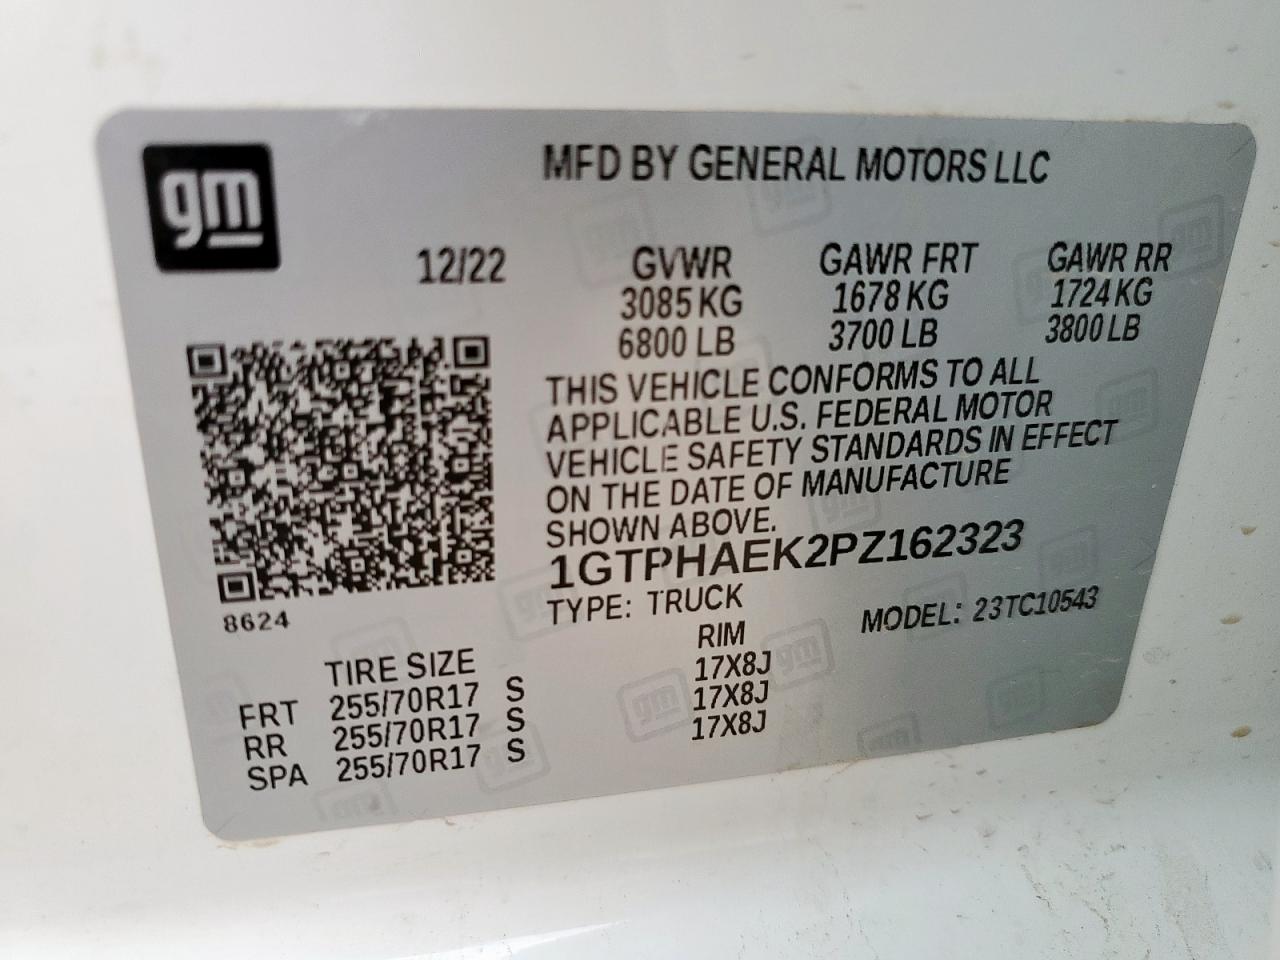 gm
MFD BY GENERAL MOTORS LLC
12/22 GVWR GAWR FRT GAWR RR
3085 KG 1678 KG 1724 KG
6800 LB 3700 LB 3800 LB
THIS VEHICLE CONFORMS TO ALL
APPLICABLE U.S. FEDERAL MOTOR
VEHICLE SAFETY STANDARDS IN EFFECT
ON THE DATE OF MANUFACTURE
SHOWN ABOVE.
1GTPHAEK2PZ162323
8624
TYPE: TRUCK MODEL: 23TC10543
TIRE SIZE RIM
FRT 255/70R17 S 17X8J
RR 255/70R17 S 17X8J
SPA 255/70R17 S 17X8J